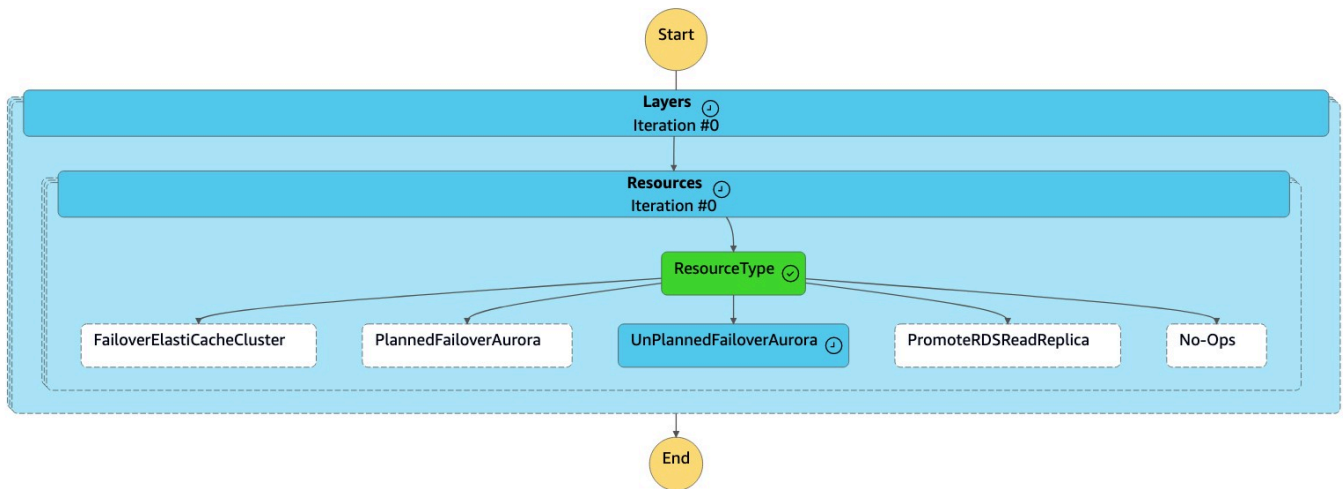 Start
Layers
Iteration #0
Resources
Iteration #0
ResourceType
FailoverElastiCacheCluster
PlannedFailoverAurora
UnPlannedFailoverAurora
PromoteRDSReadReplica
No-Ops
End